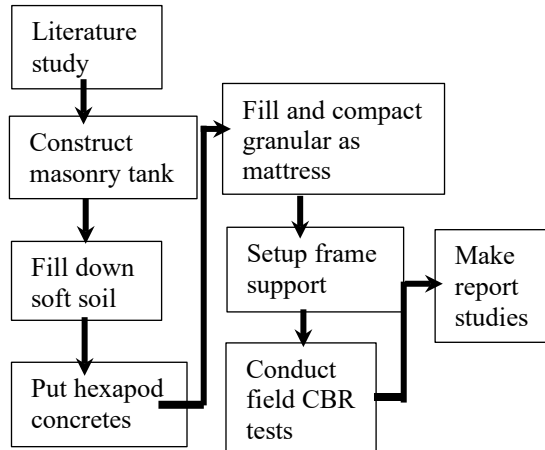 Literature
study
Construct
masonry tank
Fill down
soft soil
Put hexapod
concretes
Fill and compact
granular as
mattress
Setup frame
support
Conduct
field CBR
tests
Make
report
studies